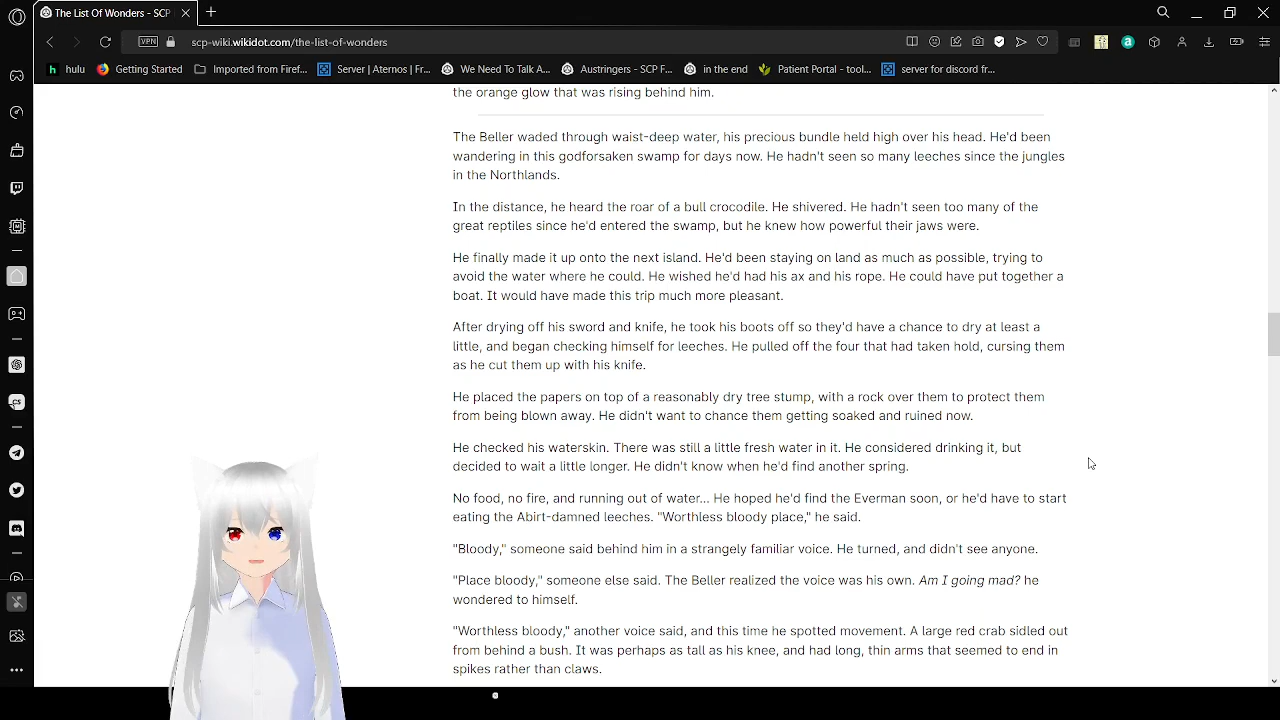 The List Of Wonders - SCP
VPN
scp-wiki.wikidot.com/the-list-of-wonders
hulu
Getting Started
Imported from Firef...
Server | Aternos | Fr...
We Need To Talk A...
Austringers - SCP F...
in the end
Patient Portal - tool...
server for discord fr...
the orange glow that was rising behind him.
The Beller waded through waist-deep water, his precious bundle held high over his head. He'd been
wandering in this godforsaken swamp for days now. He hadn't seen so many leeches since the jungles
in the Northlands.
In the distance, he heard the roar of a bull crocodile. He shivered. He hadn't seen too many of the
great reptiles since he'd entered the swamp, but he knew how powerful their jaws were.
He finally made it up onto the next island. He'd been staying on land as much as possible, trying to
avoid the water where he could. He wished he'd had his ax and his rope. He could have put together a
boat. It would have made this trip much more pleasant.
After drying off his sword and knife, he took his boots off so they'd have a chance to dry at least a
little, and began checking himself for leeches. He pulled off the four that had taken hold, cursing them
as he cut them up with his knife.
He placed the papers on top of a reasonably dry tree stump, with a rock over them to protect them
from being blown away. He didn't want to chance them getting soaked and ruined now.
He checked his waterskin. There was still a little fresh water in it. He considered drinking it, but
decided to wait a little longer. He didn't know when he'd find another spring.
No food, no fire, and running out of water... He hoped he'd find the Everman soon, or he'd have to start
eating the Abirt-damned leeches. "Worthless bloody place," he said.
"Bloody," someone said behind him in a strangely familiar voice. He turned, and didn't see anyone.
"Place bloody," someone else said. The Beller realized the voice was his own. Am I going mad? he
wondered to himself.
"Worthless bloody," another voice said, and this time he spotted movement. A large red crab sidled out
from behind a bush. It was perhaps as tall as his knee, and had long, thin arms that seemed to end in
spikes rather than claws.